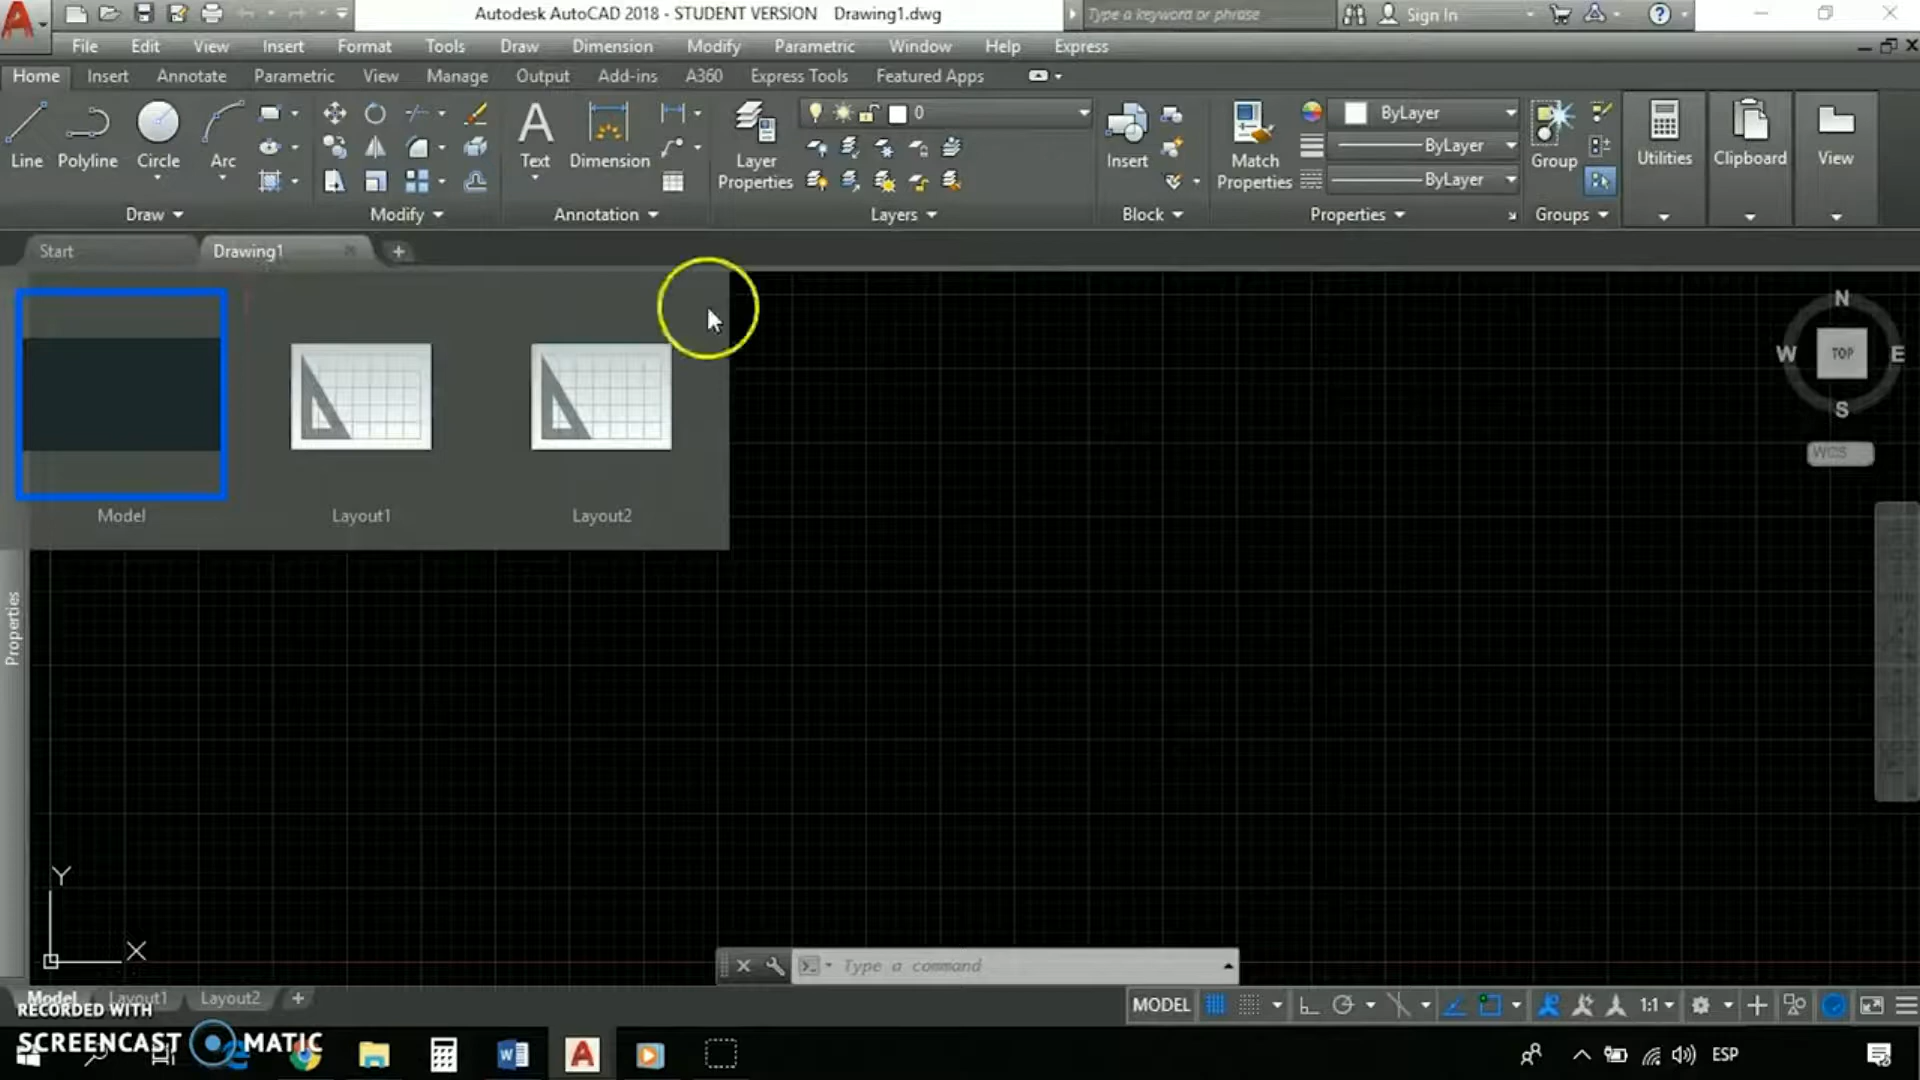 Autodesk AutoCAD 2018 - STUDENT VERSION Drawing1.dwg
Type a keyword or phrase
Sign In
File Edit View Insert Format Tools Draw Dimension Modify Parametric Window Help Express
Home Insert Annotate Parametric View Manage Output Add-ins A360 Express Tools Featured Apps
0
ByLayer
ByLayer
ByLayer
Line Polyline Circle Arc
Text Dimension
Layer Properties
Insert
Match Properties
Group
Utilities Clipboard View
Draw Modify Annotation Layers Block Properties Groups
Start Drawing1
Model Layout1 Layout2
N
W TOP E
S
WCS
Properties
Y
X
Type a command
Model Layout1 Layout2
MODEL 1:1
RECORDED WITH
SCREENCAST MATIC
ESP